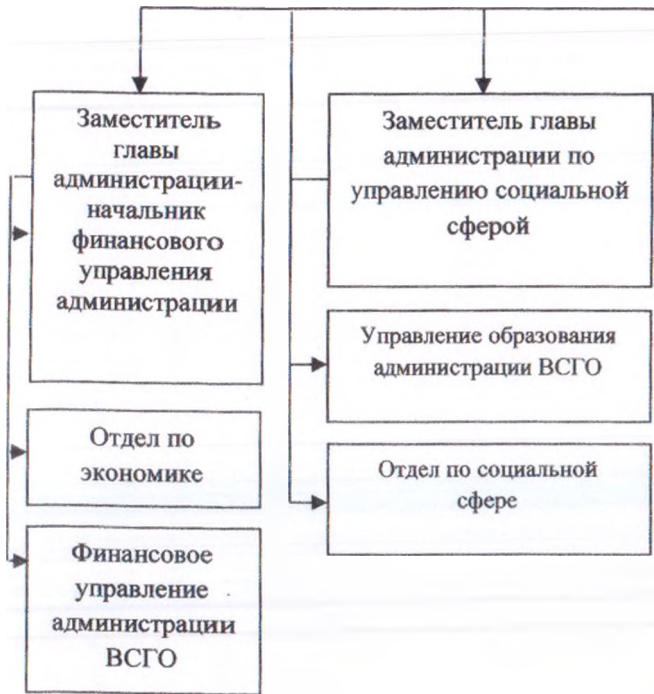 Заместитель
главы
администрации-
начальник
финансового
управления
администрации
Отдел по
экономике
Финансовое
управление
администрации
ВСГО
Заместитель главы
администрации по
управлению социальной
сферой
Управление образования
администрации ВСГО
Отдел по социальной
сфере